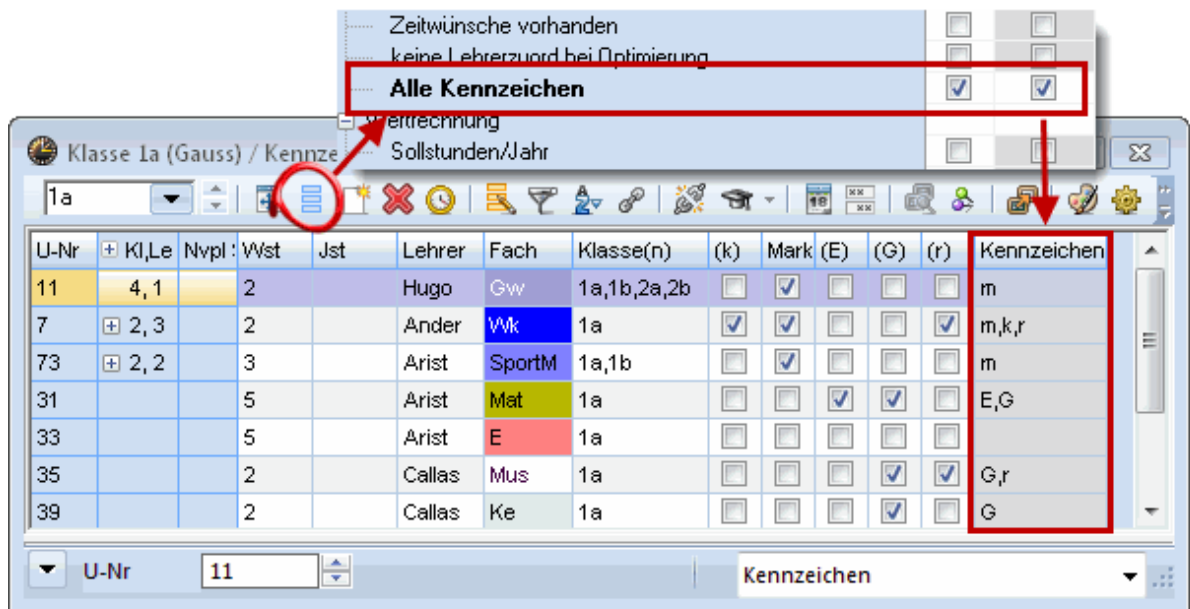 Zeitwünsche vorhanden
keine Lehrerzuord bei Optimierung
Alle Kennzeichen
Wertrechnung
Sollstunden/Jahr
Klasse 1a (Gauss) / Kennze
1a
18
U-Nr Kl,Le Nvpl Wst Jst Lehrer Fach Klasse(n) (k) Mark (E) (G) (r) Kennzeichen
11 4, 1 2 Hugo Gw 1a,1b,2a,2b m
7 2, 3 2 Ander Wk 1a m,k,r
73 2, 2 3 Arist SportM 1a,1b m
31 5 Arist Mat 1a E,G
33 5 Arist E 1a
35 2 Callas Mus 1a G,r
39 2 Callas Ke 1a G
U-Nr 11 Kennzeichen